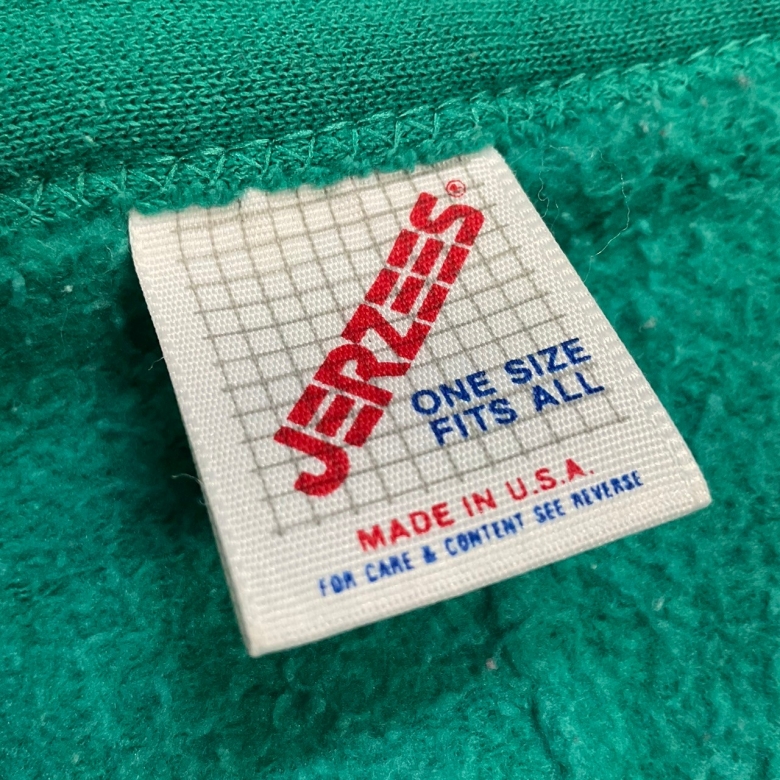 JERZEES®
ONE SIZE
FITS ALL
MADE IN U.S.A.
FOR CARE & CONTENT SEE REVERSE